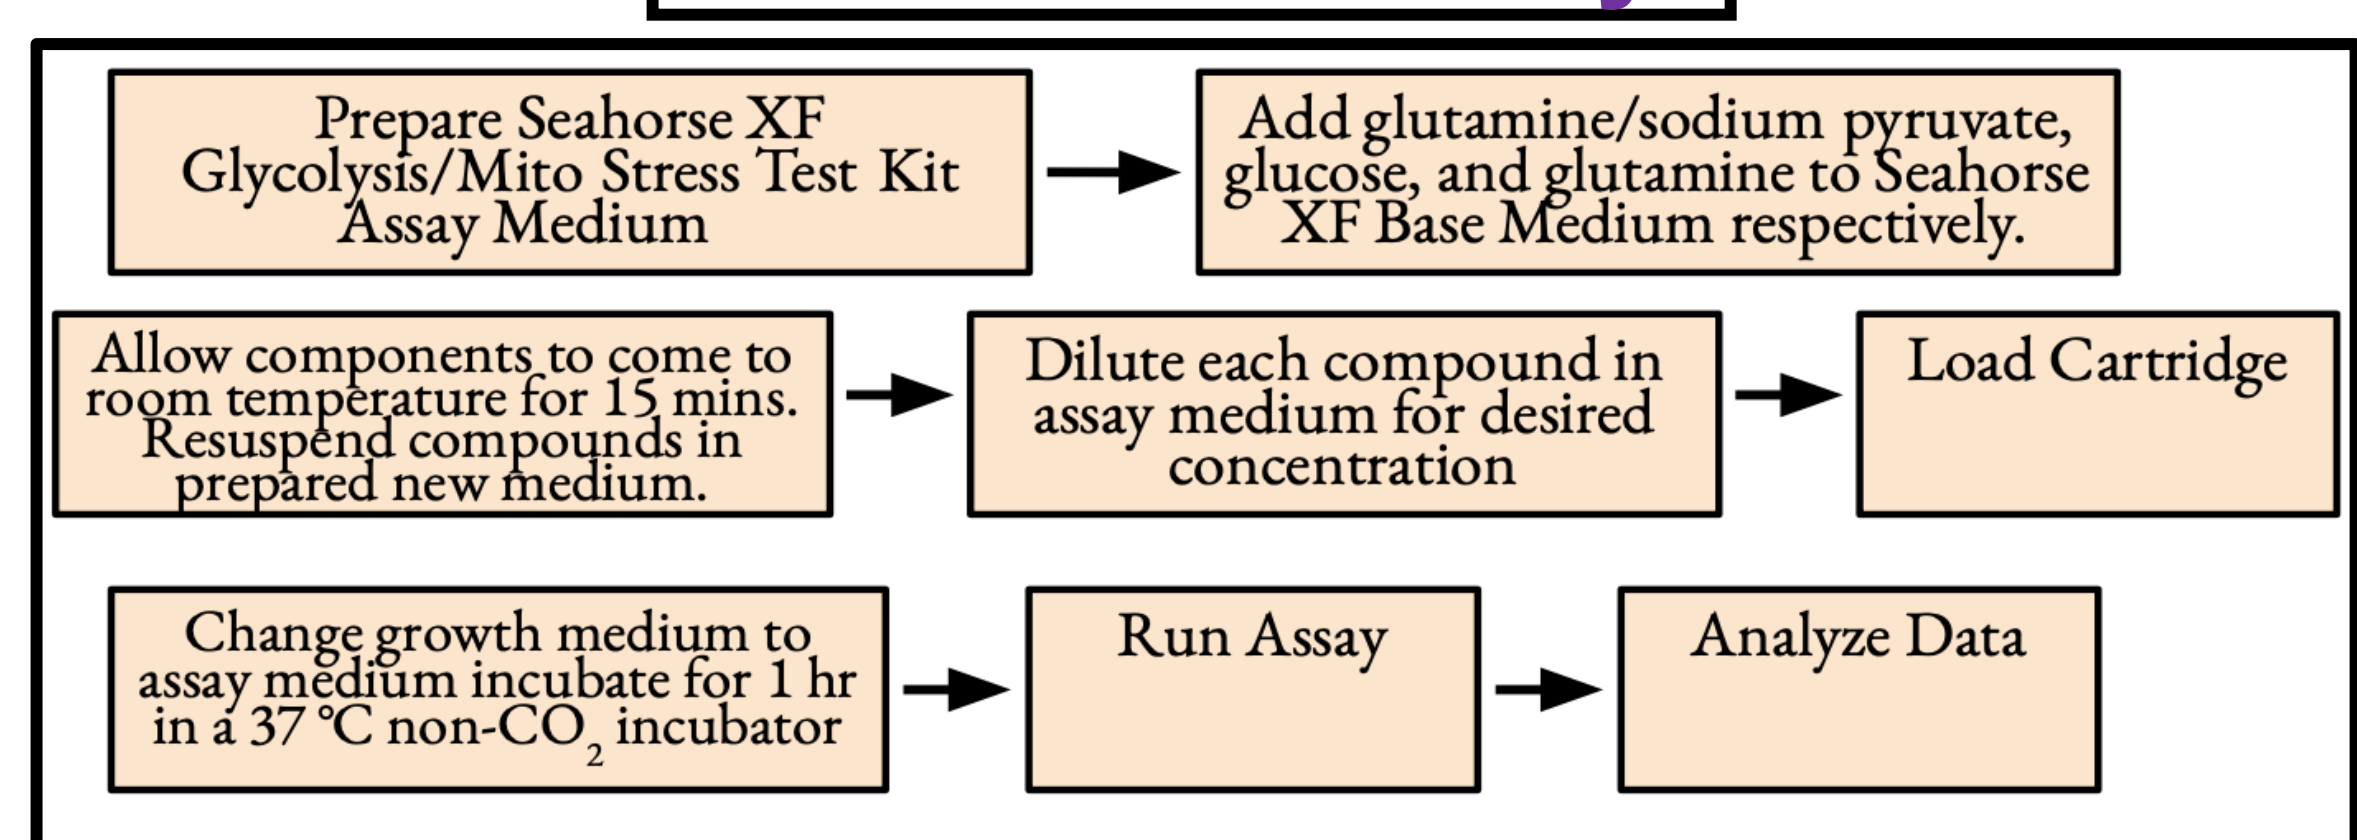 Prepare Seahorse XF
Glycolysis/Mito Stress Test Kit
Assay Medium
Add glutamine/sodium pyruvate,
glucose, and glutamine to Seahorse
XF Base Medium respectively.
Allow components to come to
room temperature for 15 mins.
Resuspend compounds in
prepared new medium.
Dilute each compound in
assay medium for desired
concentration
Load Cartridge
Change growth medium to
assay medium incubate for 1 hr
in a 37 °C non-CO₂ incubator
Run Assay
Analyze Data